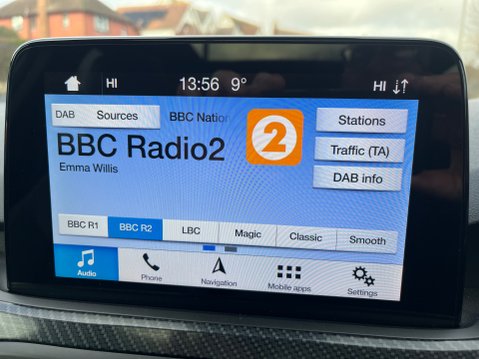 HI 13:56 9° HI
DAB Sources BBC Nation
2
Stations
BBC Radio2
Emma Willis
Traffic (TA)
DAB info
BBC R1 BBC R2 LBC Magic Classic Smooth
Audio Phone Navigation Mobile apps Settings